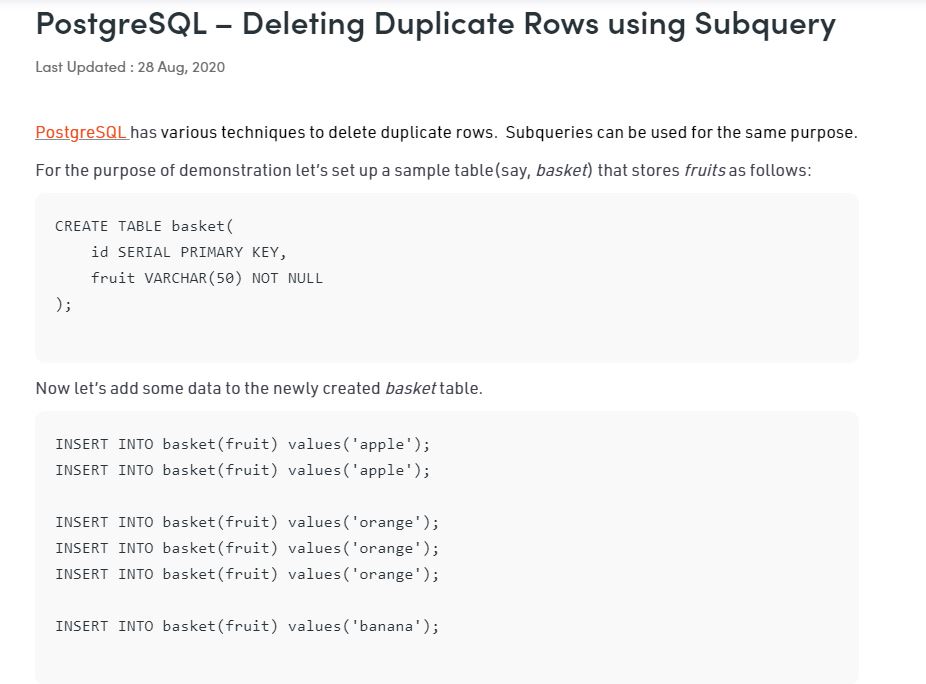 PostgreSQL – Deleting Duplicate Rows using Subquery
Last Updated : 28 Aug, 2020
PostgreSQL has various techniques to delete duplicate rows.  Subqueries can be used for the same purpose.
For the purpose of demonstration let’s set up a sample table(say, basket) that stores fruits as follows:
CREATE TABLE basket(
    id SERIAL PRIMARY KEY,
    fruit VARCHAR(50) NOT NULL
);
Now let’s add some data to the newly created basket table.
INSERT INTO basket(fruit) values('apple');
INSERT INTO basket(fruit) values('apple');
INSERT INTO basket(fruit) values('orange');
INSERT INTO basket(fruit) values('orange');
INSERT INTO basket(fruit) values('orange');
INSERT INTO basket(fruit) values('banana');